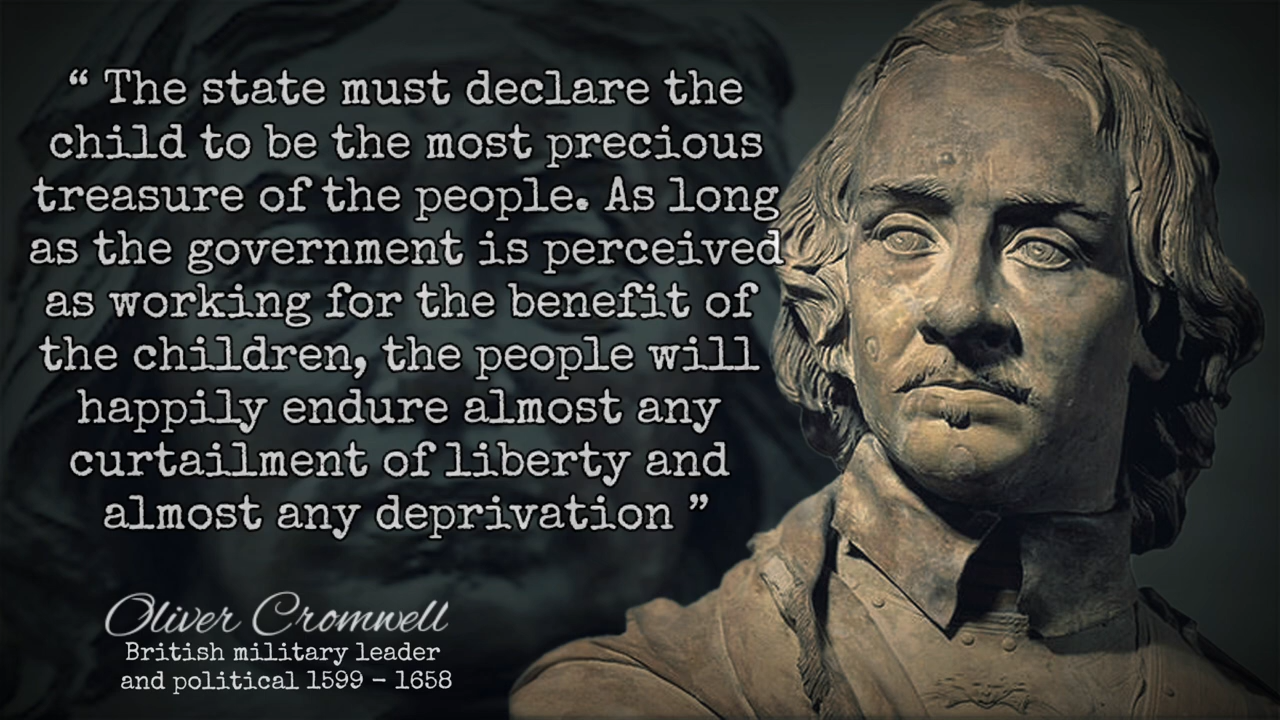 “ The state must declare the
child to be the most precious
treasure of the people. As long
as the government is perceived
as working for the benefit of
the children, the people will
happily endure almost any
curtailment of liberty and
almost any deprivation ”
Oliver Cromwell
British military leader
and political 1599 – 1658